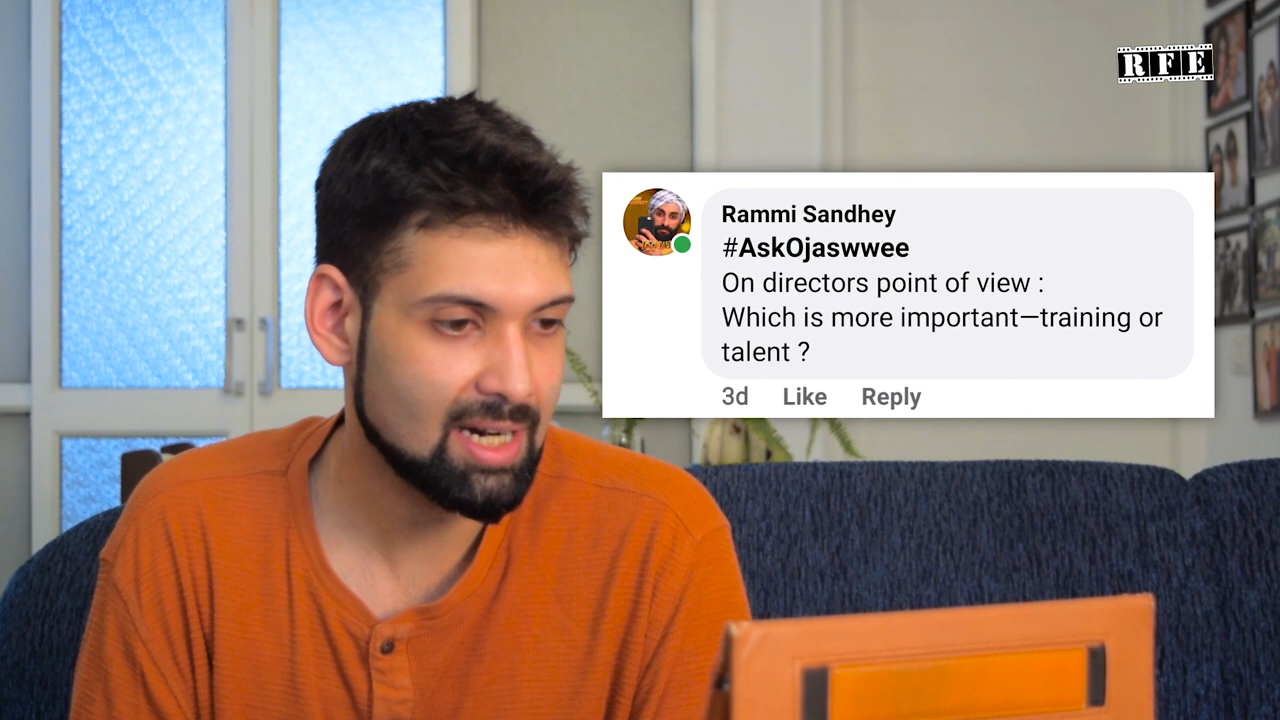 RFE
Rammi Sandhey
#AskOjaswwee
On directors point of view :
Which is more important—training or
talent ?
3d Like Reply